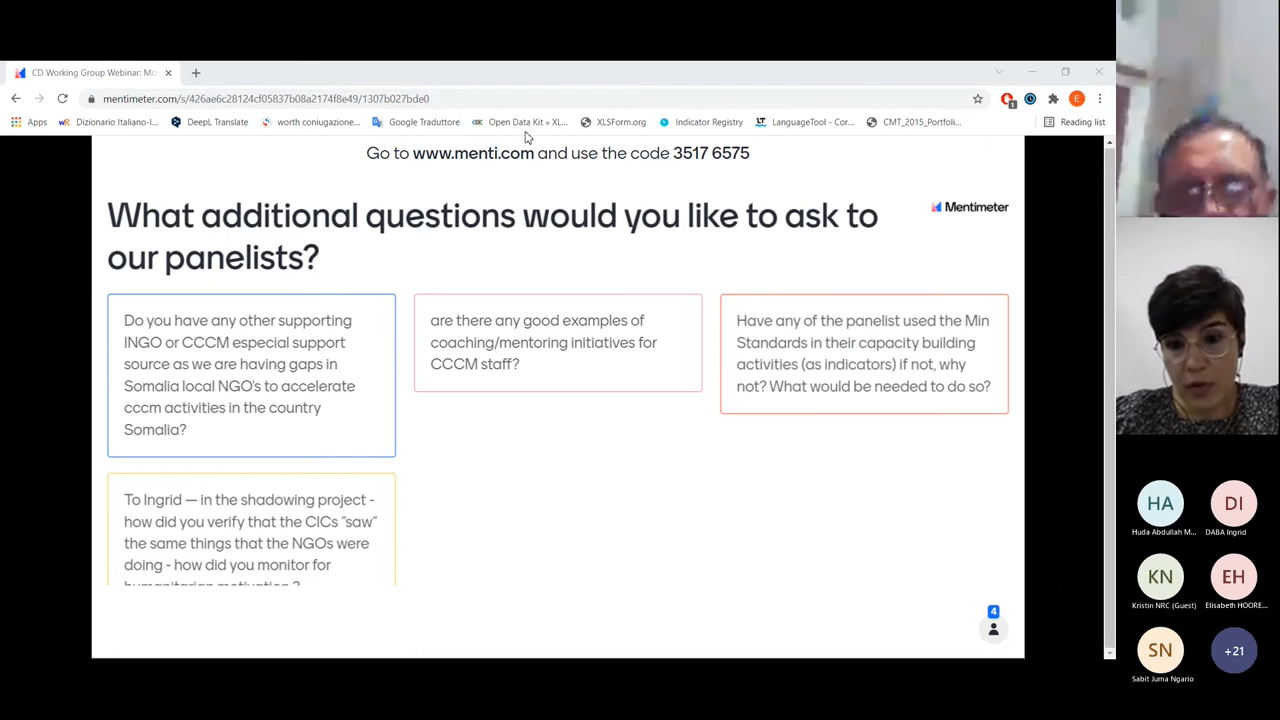 CD Working Group Webinar: Mo
mentimeter.com/s/426ae6c28124cf05837b08a2174f8e49/1307b027bde0
E
Apps
Dizionario Italiano-I...
DeepL Translate
worth coniugazione...
Google Traduttore
Open Data Kit » XL...
XLSForm.org
Indicator Registry
LanguageTool - Cor...
CMT_2015_Portfoli...
Reading list
Go to www.menti.com and use the code 3517 6575
What additional questions would you like to ask to
our panelists?
Mentimeter
Do you have any other supporting
INGO or CCCM especial support
source as we are having gaps in
Somalia local NGO's to accelerate
cccm activities in the country
Somalia?
are there any good examples of
coaching/mentoring initiatives for
CCCM staff?
Have any of the panelist used the Min
Standards in their capacity building
activities (as indicators) if not, why
not? What would be needed to do so?
To Ingrid — in the shadowing project -
how did you verify that the CICs “saw”
the same things that the NGOs were
doing - how did you monitor for
humanitarian motivation ?
4
HA
Huda Abdullah M...
DI
DABA Ingrid
KN
Kristin NRC (Guest)
EH
Elisabeth HOORE...
SN
Sabit Juma Ngario
+21